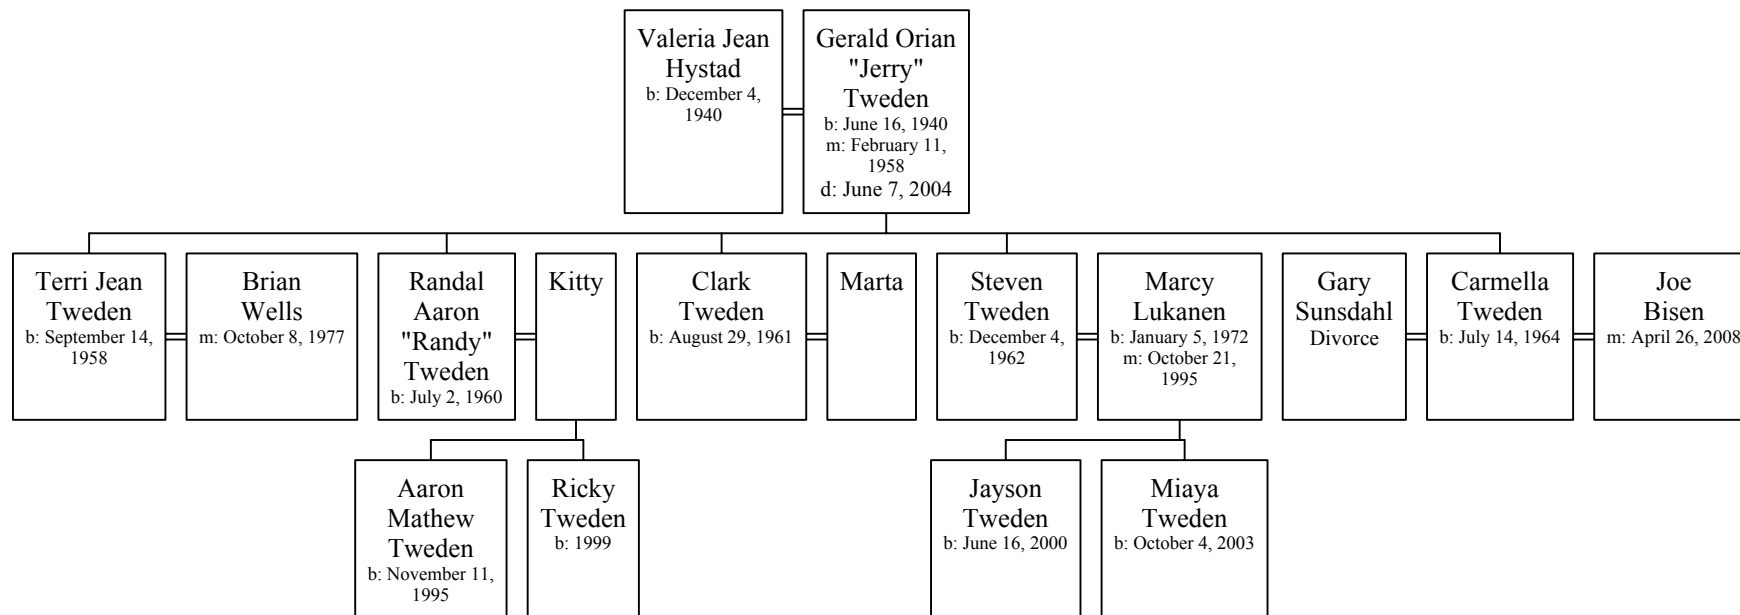 Valeria Jean
Hystad
b: December 4,
1940
Gerald Orian
"Jerry"
Tweden
b: June 16, 1940
m: February 11,
1958
d: June 7, 2004
Terri Jean
Tweden
b: September 14,
1958
Brian
Wells
m: October 8, 1977
Randal
Aaron
"Randy"
Tweden
b: July 2, 1960
Kitty
Clark
Tweden
b: August 29, 1961
Marta
Steven
Tweden
b: December 4,
1962
Marcy
Lukanen
b: January 5, 1972
m: October 21,
1995
Gary
Sunsdahl
Divorce
Carmella
Tweden
b: July 14, 1964
Joe
Bisen
m: April 26, 2008
Aaron
Mathew
Tweden
b: November 11,
1995
Ricky
Tweden
b: 1999
Jayson
Tweden
b: June 16, 2000
Miaya
Tweden
b: October 4, 2003